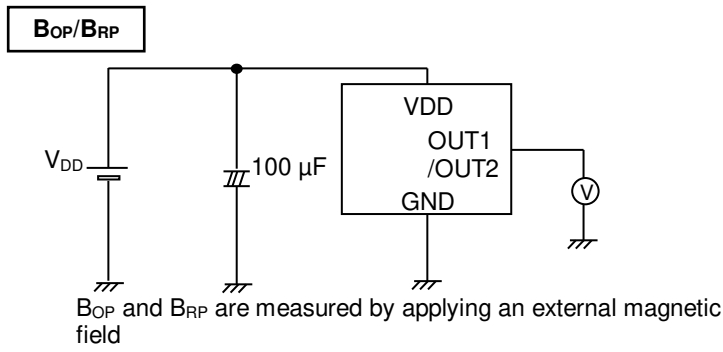 BOP/BRP
VDD
100 µF
VDD
OUT1
/OUT2
GND
V
BOP and BRP are measured by applying an external magnetic
field